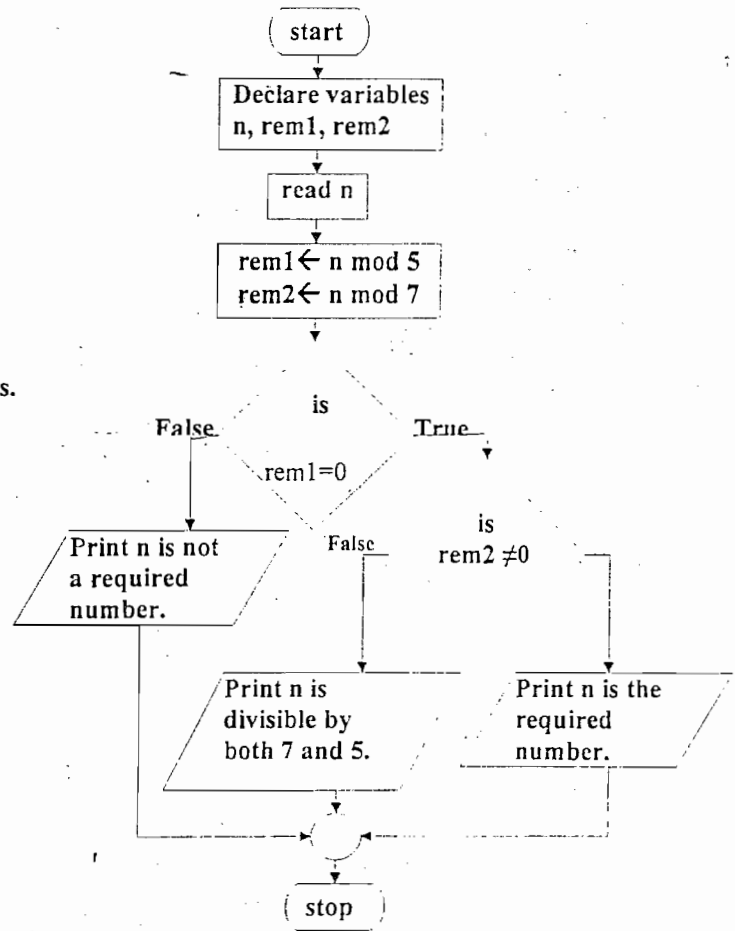 start
Declare variables
n, rem1, rem2
read n
rem1← n mod 5
rem2← n mod 7
s.
is
False
True
rem1=0
is
False
rem2 ≠0
Print n is not
a required
number.
Print n is
divisible by
both 7 and 5.
Print n is the
required
number.
stop